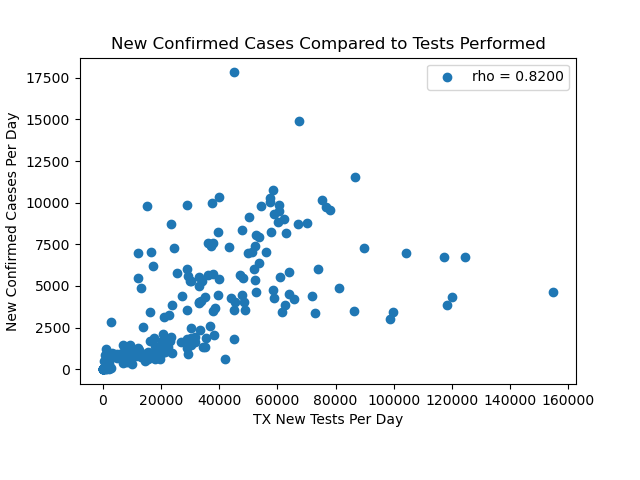 New Confirmed Cases Compared to Tests Performed
rho = 0.8200
New Confirmed Caeses Per Day
17500
15000
12500
10000
7500
5000
2500
0
0 20000 40000 60000 80000 100000 120000 140000 160000
TX New Tests Per Day